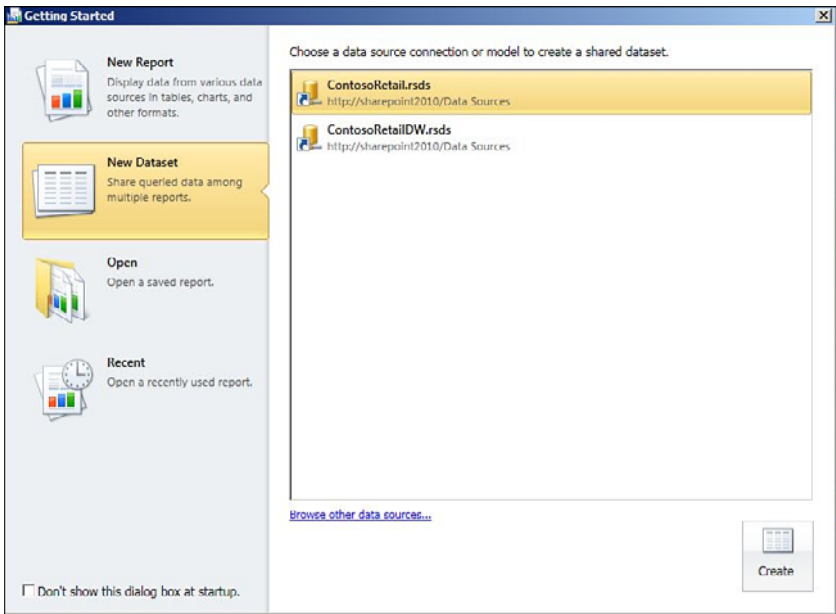 Getting Started
New Report
Display data from various data
sources in tables, charts, and
other formats.
New Dataset
Share queried data among
multiple reports.
Open
Open a saved report.
Recent
Open a recently used report.
Don't show this dialog box at startup.
Choose a data source connection or model to create a shared dataset.
ContosoRetail.rsds
http://sharepoint2010/Data Sources
ContosoRetailDW.rsds
http://sharepoint2010/Data Sources
Browse other data sources...
Create